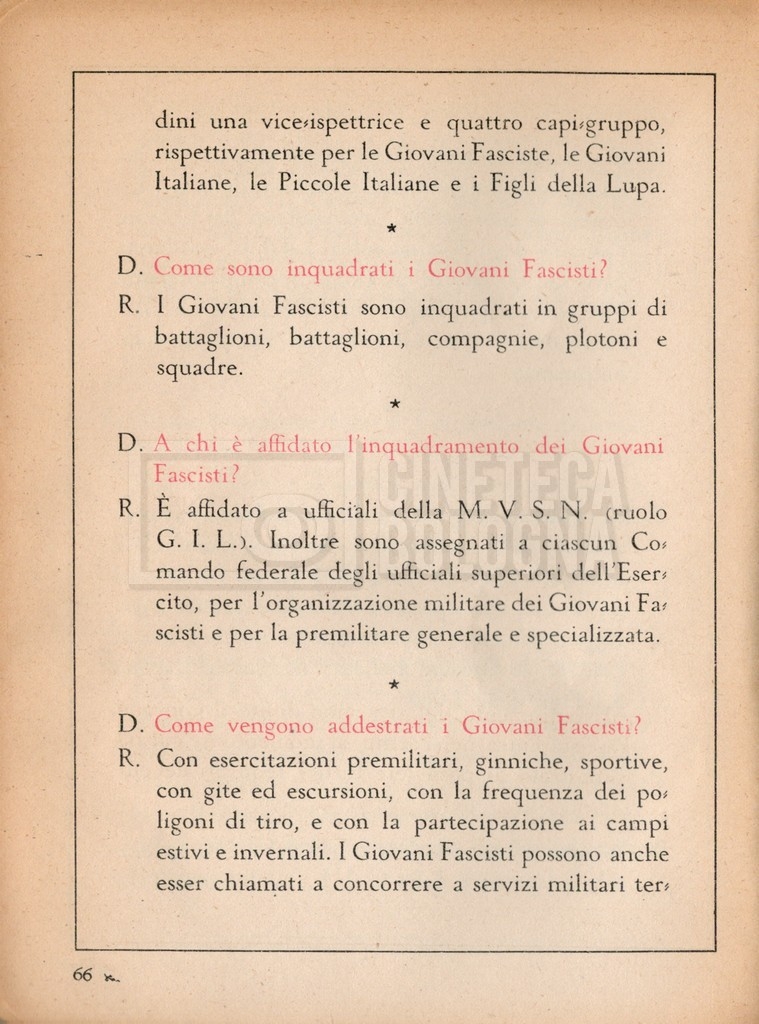 dini una vice-ispettrice e quattro capi-gruppo,
rispettivamente per le Giovani Fasciste, le Giovani
Italiane, le Piccole Italiane e i Figli della Lupa.
★
D. Come sono inquadrati i Giovani Fascisti?
R. I Giovani Fascisti sono inquadrati in gruppi di
battaglioni, battaglioni, compagnie, plotoni e
squadre.
★
D. A chi è affidato l'inquadramento dei Giovani
Fascisti?
R. È affidato a ufficiali della M. V. S. N. (ruolo
G. I. L.). Inoltre sono assegnati a ciascun Co-
mando federale degli ufficiali superiori dell'Eser-
cito, per l'organizzazione militare dei Giovani Fa-
scisti e per la premilitare generale e specializzata.
★
D. Come vengono addestrati i Giovani Fascisti?
R. Con esercitazioni premilitari, ginniche, sportive,
con gite ed escursioni, con la frequenza dei po-
ligoni di tiro, e con la partecipazione ai campi
estivi e invernali. I Giovani Fascisti possono anche
esser chiamati a concorrere a servizi militari ter-
66
CINETECA
BOLOGNA